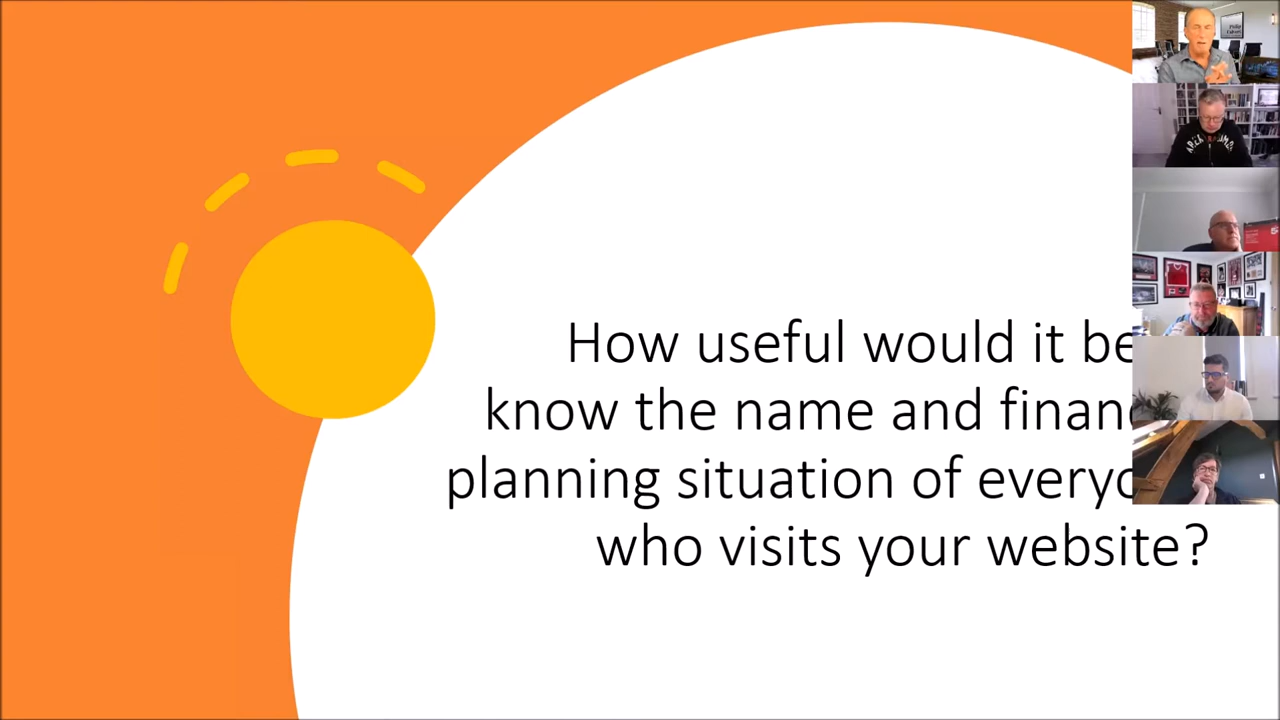 How useful would it be
know the name and
planning situation of
who visits your website?